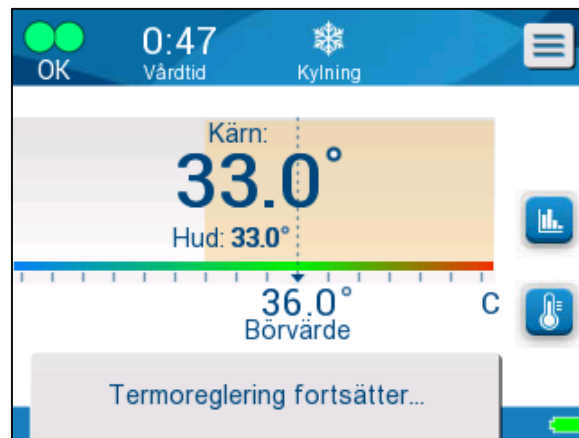 0:47
OK
Vårdtid
Kylning
Kärn:
33.0°
Hud: 33.0°
36.0°
C
Börvärde
Termoreglering fortsätter...